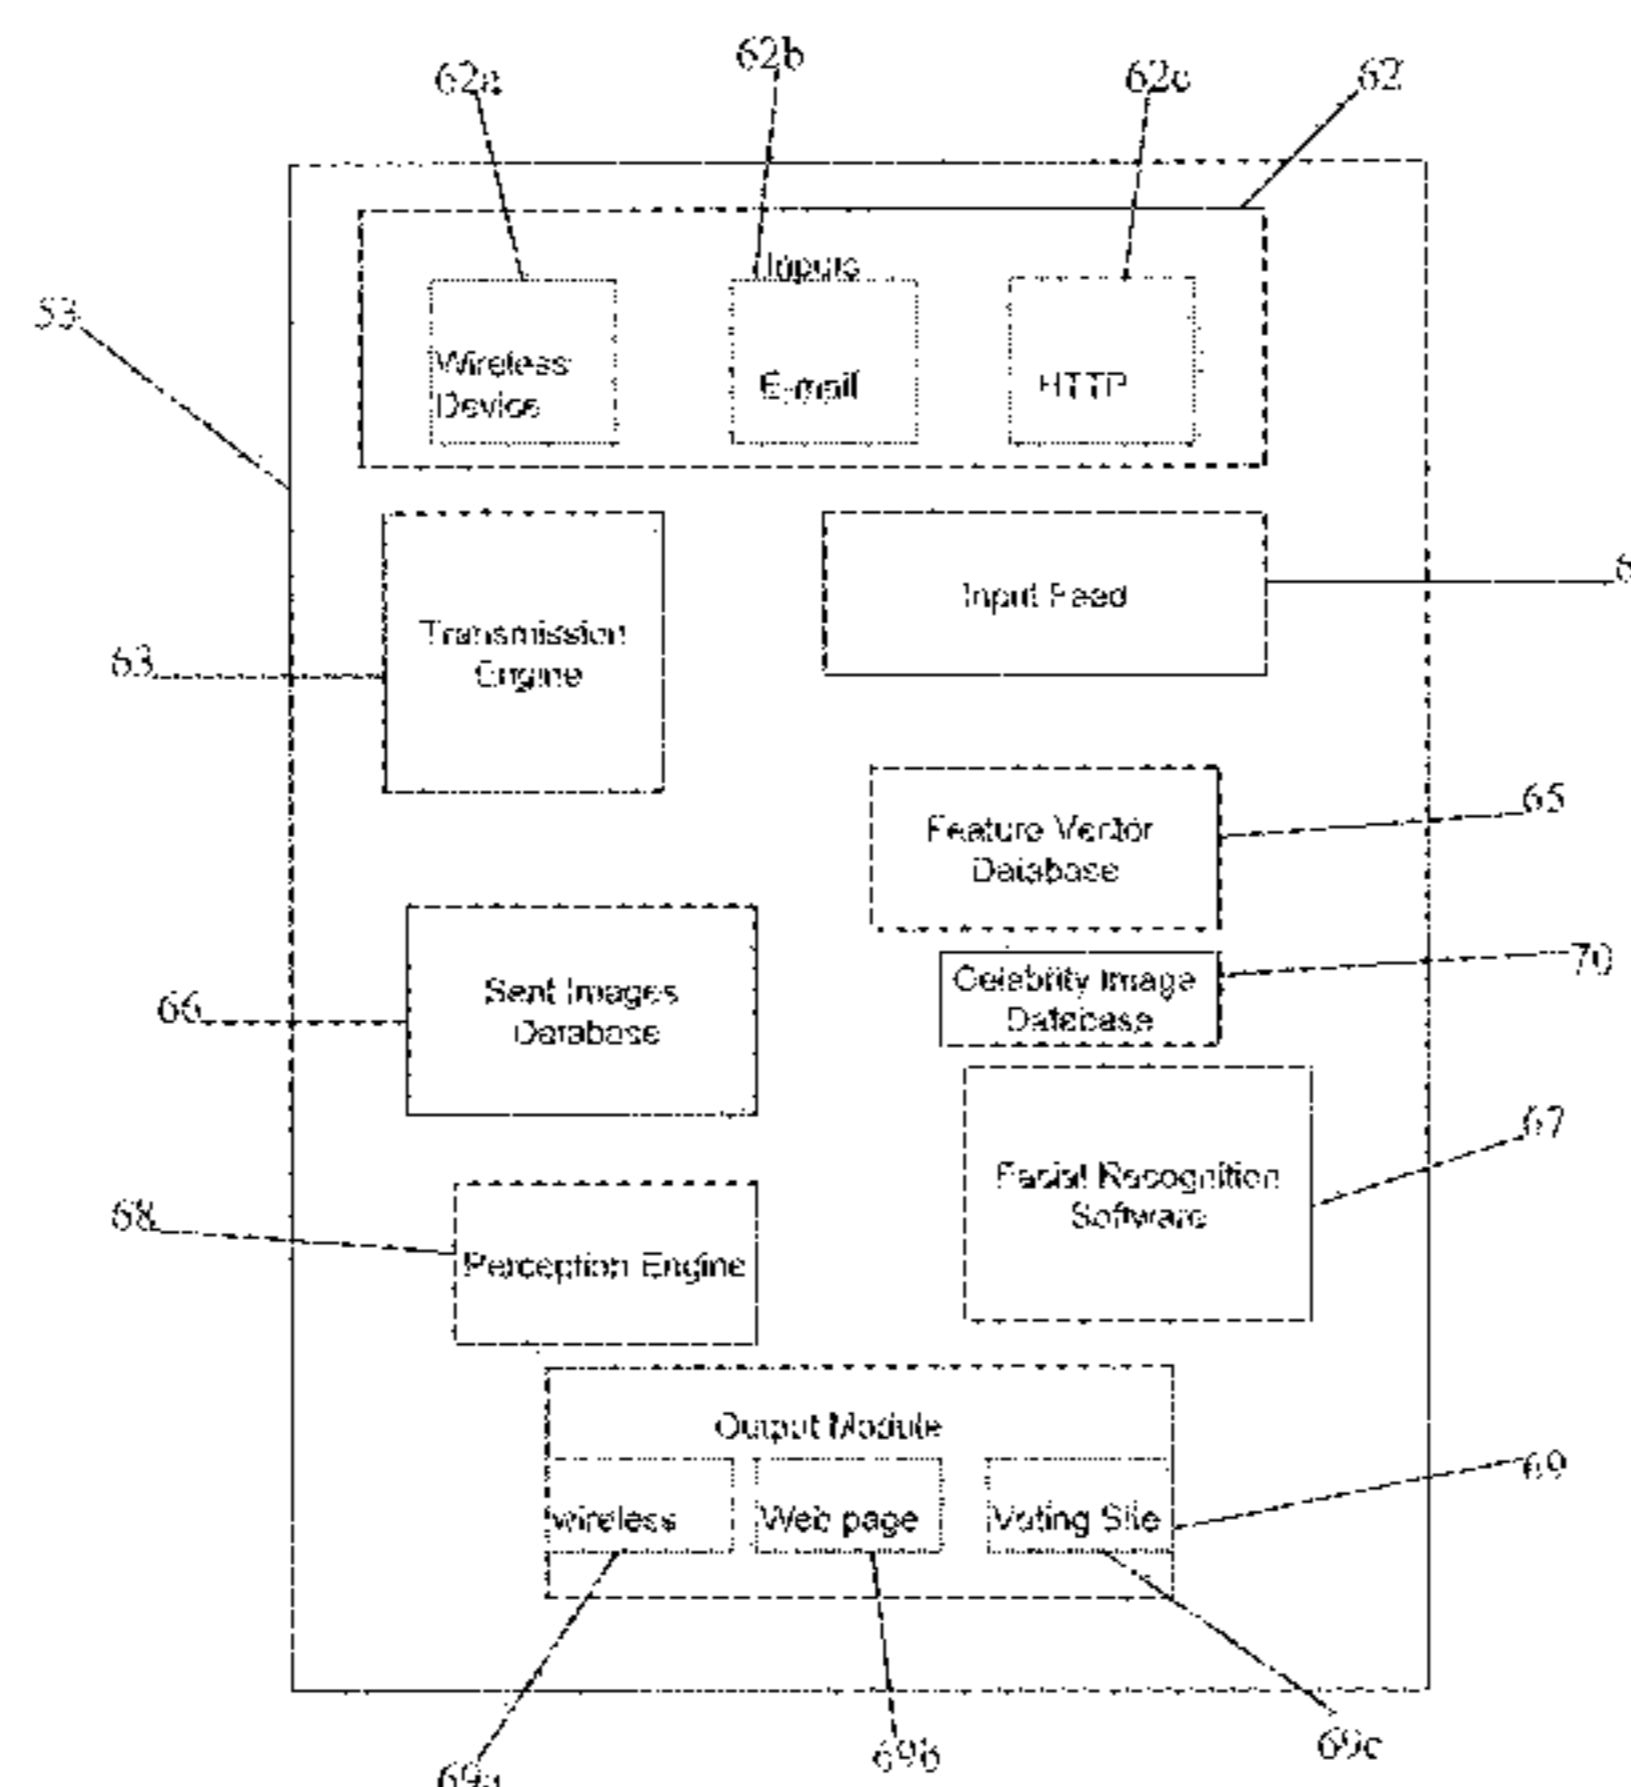 62a
62b
62c
62
53
Inputs
Wireless
Device
E-mail
HTTP
Input Feed
6
Transmission
Engine
63
Feature Vector
Database
65
Celebrity Image
Database
70
Sent Images
Database
66
Facial Recognition
Software
67
68
Perception Engine
Output Module
wireless
Web page
Voting Site
69
69a
69b
69c